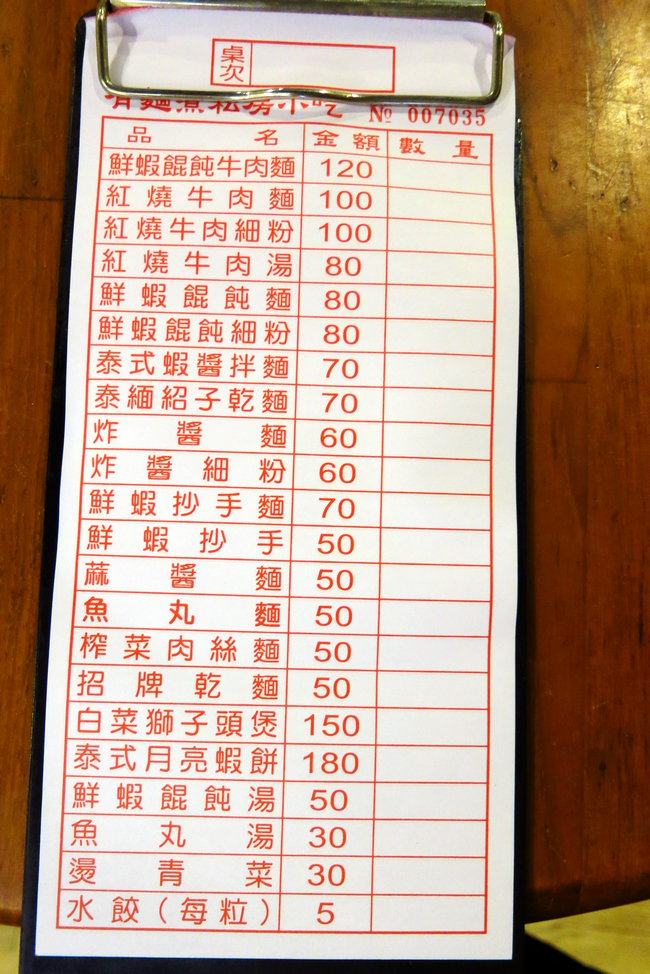 桌次
有麵煮私房小吃 № 007035
品名 金額 數量
鮮蝦餛飩牛肉麵 120
紅燒牛肉麵 100
紅燒牛肉細粉 100
紅燒牛肉湯 80
鮮蝦餛飩麵 80
鮮蝦餛飩細粉 80
泰式蝦醬拌麵 70
泰緬紹子乾麵 70
炸醬麵 60
炸醬細粉 60
鮮蝦抄手麵 70
鮮蝦抄手 50
蔴醬麵 50
魚丸麵 50
榨菜肉絲麵 50
招牌乾麵 50
白菜獅子頭煲 150
泰式月亮蝦餅 180
鮮蝦餛飩湯 50
魚丸湯 30
燙青菜 30
水餃(每粒) 5